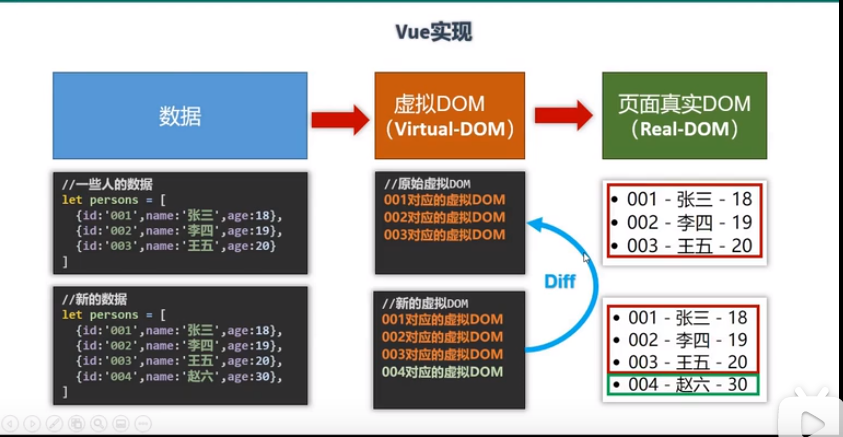 Vue实现
数据
虚拟DOM
（Virtual-DOM）
页面真实DOM
（Real-DOM）
//一些人的数据
let persons = [
{id:'001',name:'张三',age:18},
{id:'002',name:'李四',age:19},
{id:'003',name:'王五',age:20}
]
//原始虚拟DOM
001对应的虚拟DOM
002对应的虚拟DOM
003对应的虚拟DOM
001 - 张三 - 18
002 - 李四 - 19
003 - 王五 - 20
Diff
//新的数据
let persons = [
{id:'001',name:'张三',age:18},
{id:'002',name:'李四',age:19},
{id:'003',name:'王五',age:20},
{id:'004',name:'赵六',age:30},
]
//新的虚拟DOM
001对应的虚拟DOM
002对应的虚拟DOM
003对应的虚拟DOM
004对应的虚拟DOM
001 - 张三 - 18
002 - 李四 - 19
003 - 王五 - 20
004 - 赵六 - 30